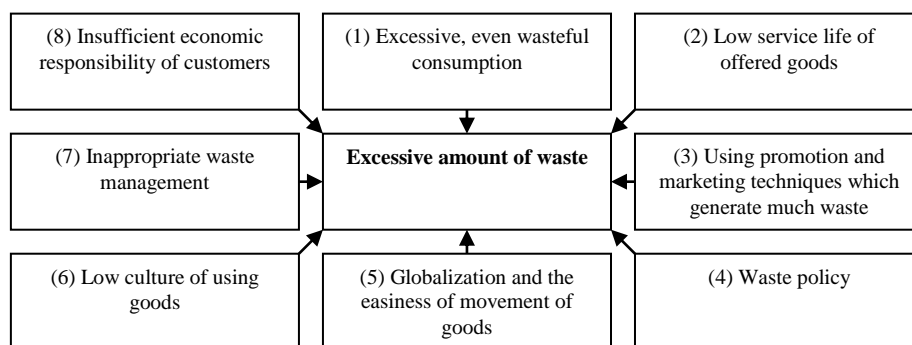 (8) Insufficient economic
responsibility of customers
(1) Excessive, even wasteful
consumption
(2) Low service life of
offered goods
(7) Inappropriate waste
management
Excessive amount of waste
(3) Using promotion and
marketing techniques which
generate much waste
(6) Low culture of using
goods
(5) Globalization and the
easiness of movement of
goods
(4) Waste policy